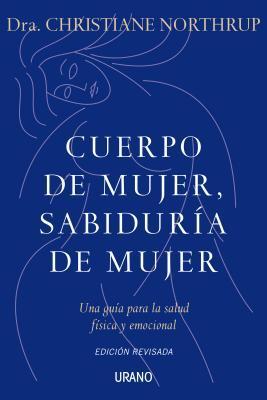 Dra. CHRISTIANE NORTHRUP
CUERPO
DE MUJER,
SABIDURÍA
DE MUJER
Una guía para la salud
física y emocional
EDICIÓN REVISADA
URANO